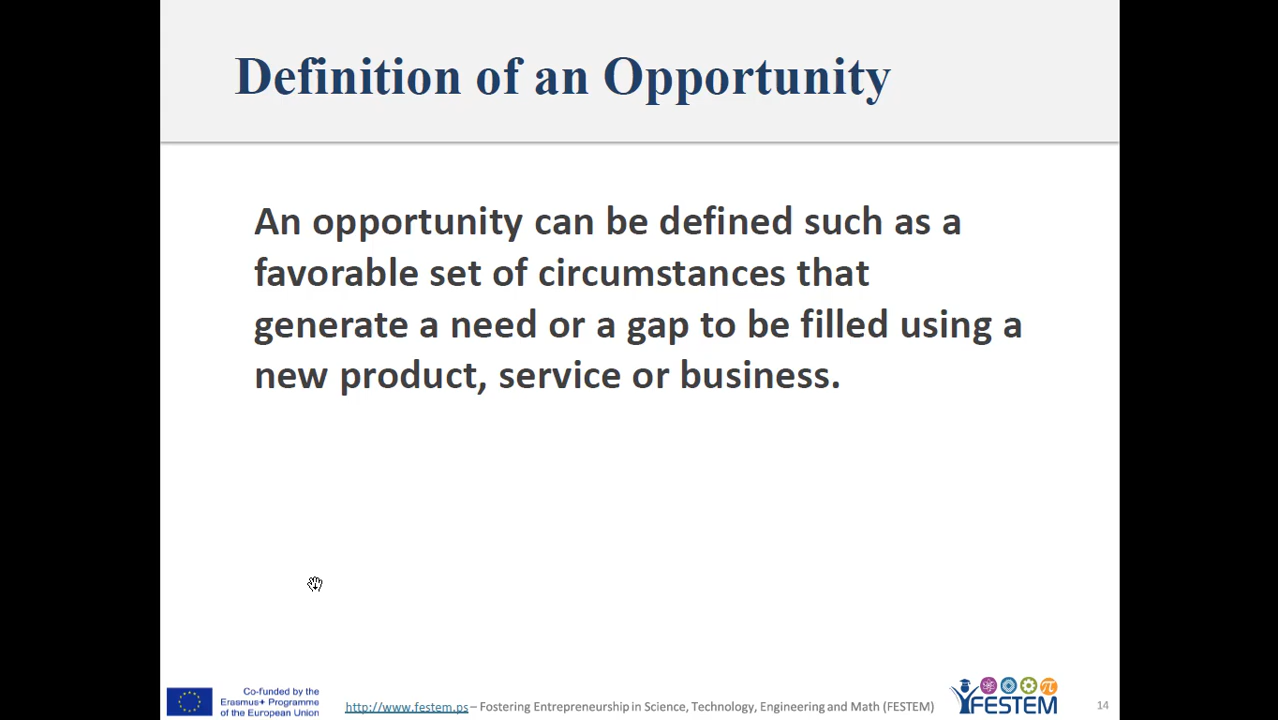 Definition of an Opportunity
An opportunity can be defined such as a
favorable set of circumstances that
generate a need or a gap to be filled using a
new product, service or business.
Co-funded by the
Erasmus+ Programme
of the European Union
http://www.festem.ps – Fostering Entrepreneurship in Science, Technology, Engineering and Math (FESTEM)
π
FESTEM
14